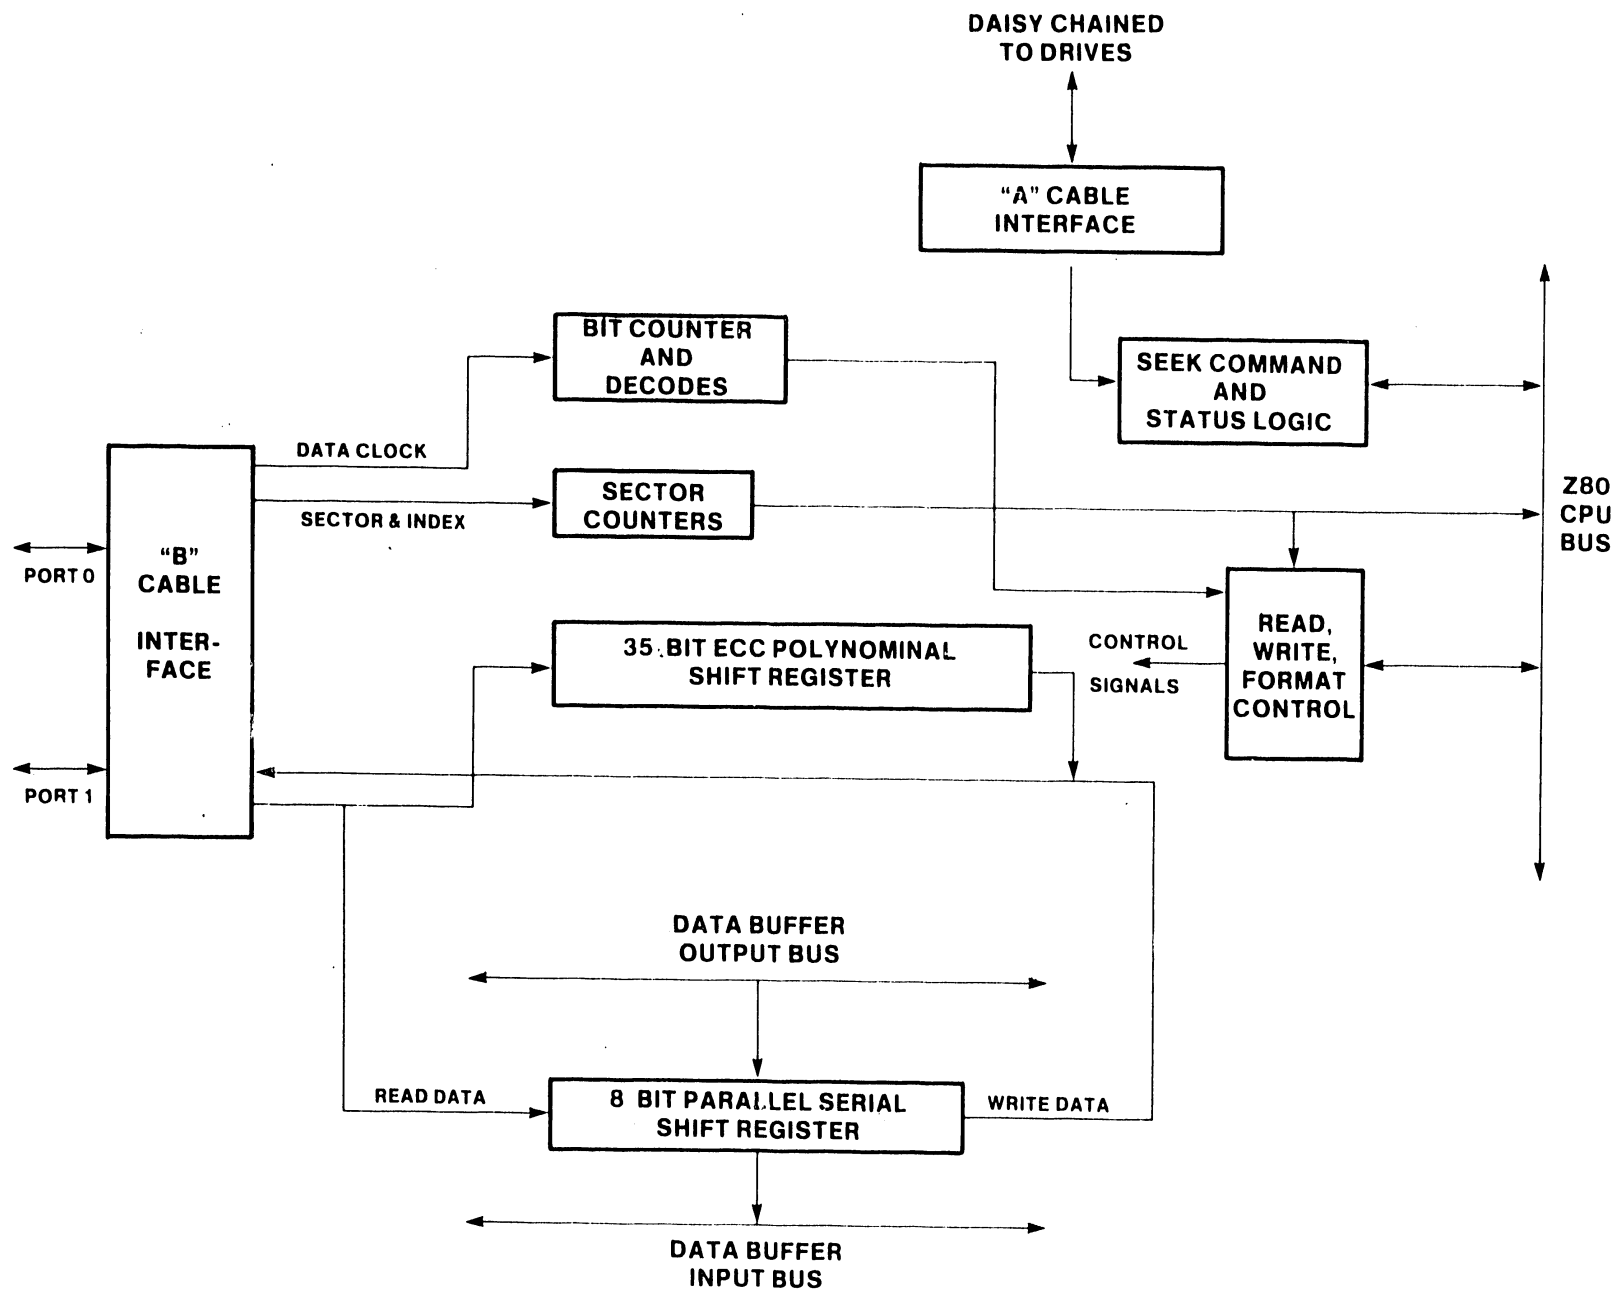 DAISY CHAINED
TO DRIVES
“A” CABLE
INTERFACE
BIT COUNTER
AND
DECODES
SEEK COMMAND
AND
STATUS LOGIC
DATA CLOCK
SECTOR
COUNTERS
SECTOR & INDEX
Z80
CPU
BUS
“B”
CABLE
INTER-
FACE
PORT 0
PORT 1
35 BIT ECC POLYNOMINAL
SHIFT REGISTER
CONTROL
SIGNALS
READ,
WRITE,
FORMAT
CONTROL
DATA BUFFER
OUTPUT BUS
READ DATA
8 BIT PARALLEL SERIAL
SHIFT REGISTER
WRITE DATA
DATA BUFFER
INPUT BUS